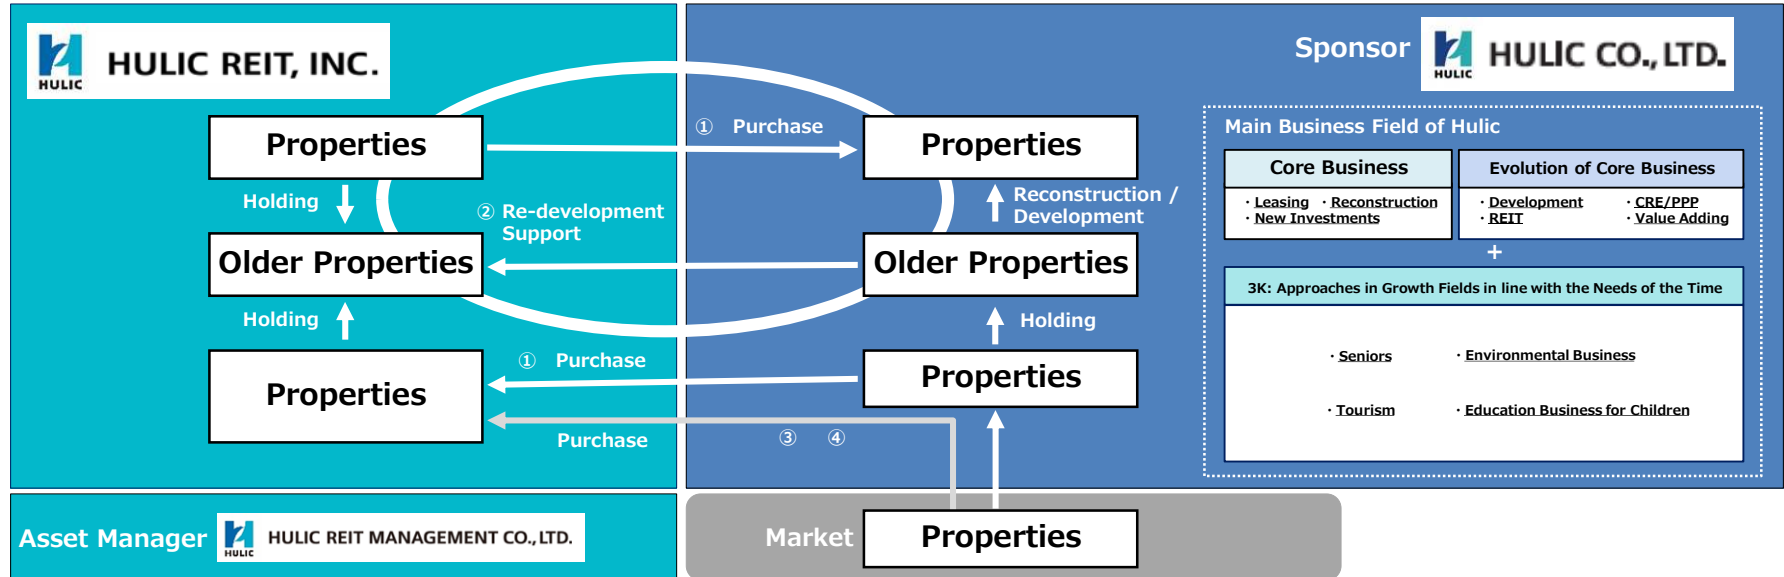 HULIC
HULIC REIT, INC.
Sponsor
HULIC
HULIC CO., LTD.
Properties
① Purchase
Properties
Holding
② Re-development
Support
Reconstruction /
Development
Older Properties
Older Properties
Holding
Holding
① Purchase
Properties
Properties
Purchase
③ ④
Main Business Field of Hulic
Core Business
・Leasing ・Reconstruction
・New Investments
Evolution of Core Business
・Development ・CRE/PPP
・REIT ・Value Adding
+
3K: Approaches in Growth Fields in line with the Needs of the Time
・Seniors ・Environmental Business
・Tourism ・Education Business for Children
Asset Manager
HULIC
HULIC REIT MANAGEMENT CO., LTD.
Market
Properties